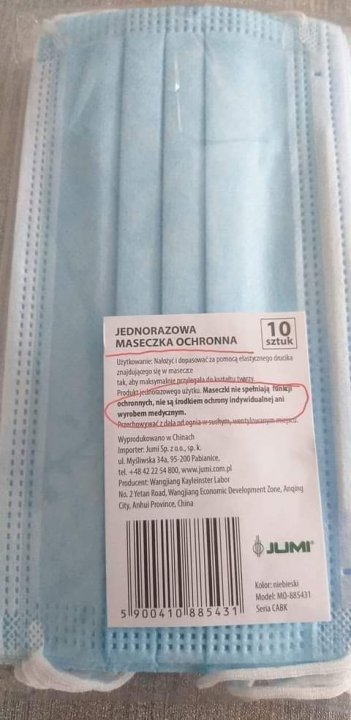 JEDNORAZOWA
MASECZKA OCHRONNA
10
sztuk
Użytkowanie: Nałożyć i dopasować za pomocą elastycznego drucika
znajdującego się w maseczce
tak, aby maksymalnie przylegała do kształtu twarzy.
Produkt jednorazowego użytku. Maseczki nie spełniają funkcji
ochronnych, nie są środkiem ochrony indywidualnej ani
wyrobem medycznym.
Przechowywać z dala od ognia w suchym, wentylowanym miejscu.
Wyprodukowano w Chinach
Importer: Jumi Sp. z o.o., sp. k.
ul. Myśliwska 34a, 95-200 Pabianice,
tel. +48 42 22 54 800, www.jumi.com.pl
Producent: Wangjiang Kayleinster Labor
No. 2 Yetan Road, Wangjiang Economic Development Zone, Anqing
City, Anhui Province, China
JUMI®
Kolor: niebieski
Model: MO-885431
Seria CABK
5 900410 885431